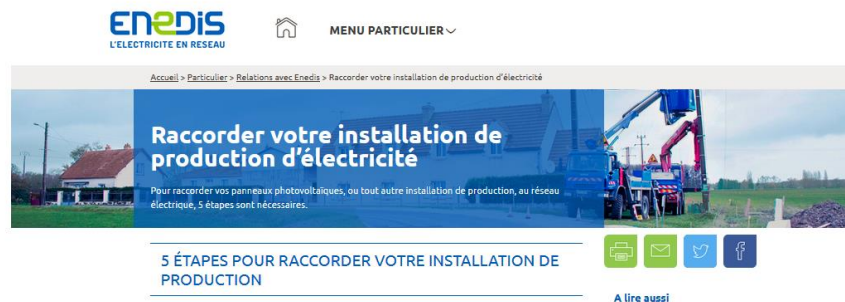 ENEDIS
L'ELECTRICITE EN RESEAU
MENU PARTICULIER
Accueil > Particulier > Relations avec Enedis > Raccorder votre installation de production d'électricité
Raccorder votre installation de
production d'électricité
Pour raccorder vos panneaux photovoltaïques, ou tout autre installation de production, au réseau
électrique, 5 étapes sont nécessaires.
5 ÉTAPES POUR RACCORDER VOTRE INSTALLATION DE
PRODUCTION
A lire aussi